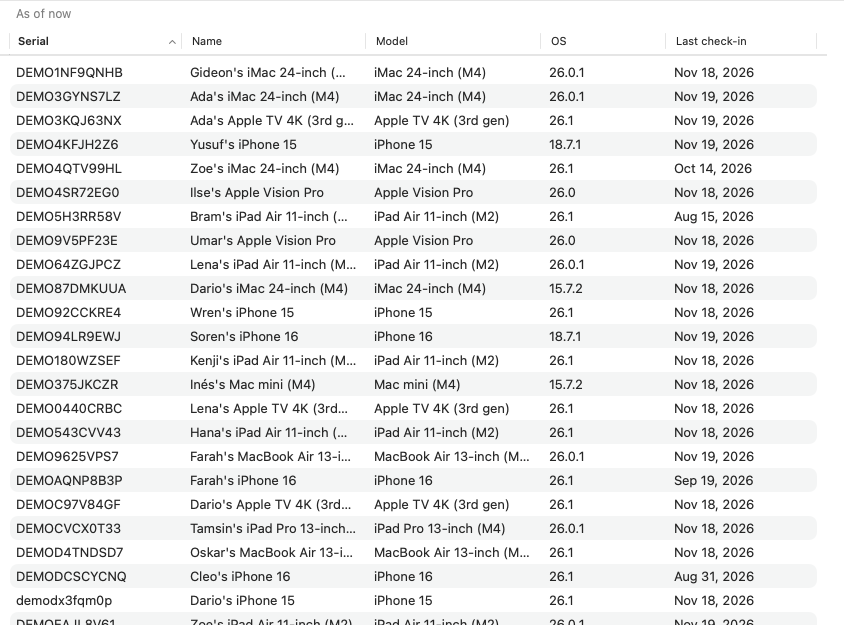 As of now
Serial Name Model OS Last check-in
DEMO1NF9QNHB Gideon's iMac 24-inch (... iMac 24-inch (M4) 26.0.1 Nov 18, 2026
DEMO3GYNS7LZ Ada's iMac 24-inch (M4) iMac 24-inch (M4) 26.0.1 Nov 19, 2026
DEMO3KQJ63NX Ada's Apple TV 4K (3rd g... Apple TV 4K (3rd gen) 26.1 Nov 19, 2026
DEMO4KFJH2Z6 Yusuf's iPhone 15 iPhone 15 18.7.1 Nov 19, 2026
DEMO4QTV99HL Zoe's iMac 24-inch (M4) iMac 24-inch (M4) 26.1 Oct 14, 2026
DEMO4SR72EG0 Ilse's Apple Vision Pro Apple Vision Pro 26.0 Nov 18, 2026
DEMO5H3RR58V Bram's iPad Air 11-inch (... iPad Air 11-inch (M2) 26.1 Aug 15, 2026
DEMO9V5PF23E Umar's Apple Vision Pro Apple Vision Pro 26.0 Nov 18, 2026
DEMO64ZGJPCZ Lena's iPad Air 11-inch (M... iPad Air 11-inch (M2) 26.0.1 Nov 19, 2026
DEMO87DMKUUA Dario's iMac 24-inch (M4) iMac 24-inch (M4) 15.7.2 Nov 18, 2026
DEMO92CCKRE4 Wren's iPhone 15 iPhone 15 26.1 Nov 18, 2026
DEMO94LR9EWJ Soren's iPhone 16 iPhone 16 18.7.1 Nov 19, 2026
DEMO180WZSEF Kenji's iPad Air 11-inch (M... iPad Air 11-inch (M2) 26.1 Nov 18, 2026
DEMO375JKCZR Inés's Mac mini (M4) Mac mini (M4) 15.7.2 Nov 18, 2026
DEMO0440CRBC Lena's Apple TV 4K (3rd... Apple TV 4K (3rd gen) 26.1 Nov 18, 2026
DEMO543CVV43 Hana's iPad Air 11-inch (... iPad Air 11-inch (M2) 26.1 Nov 18, 2026
DEMO9625VPS7 Farah's MacBook Air 13-i... MacBook Air 13-inch (M... 26.0.1 Nov 19, 2026
DEMOAQNP8B3P Farah's iPhone 16 iPhone 16 26.1 Sep 19, 2026
DEMOC97V84GF Dario's Apple TV 4K (3rd... Apple TV 4K (3rd gen) 26.1 Nov 18, 2026
DEMOCVCX0T33 Tamsin's iPad Pro 13-inch... iPad Pro 13-inch (M4) 26.0.1 Nov 18, 2026
DEMOD4TNDSD7 Oskar's MacBook Air 13-i... MacBook Air 13-inch (M... 26.1 Nov 18, 2026
DEMODCSCYCNQ Cleo's iPhone 16 iPhone 16 26.1 Aug 31, 2026
demodx3fqm0p Dario's iPhone 15 iPhone 15 26.1 Nov 18, 2026
Zoe's iPad Air 11-inch (M2) iPad Air 11-inch (M2) 26.0.1 Nov 19, 2026